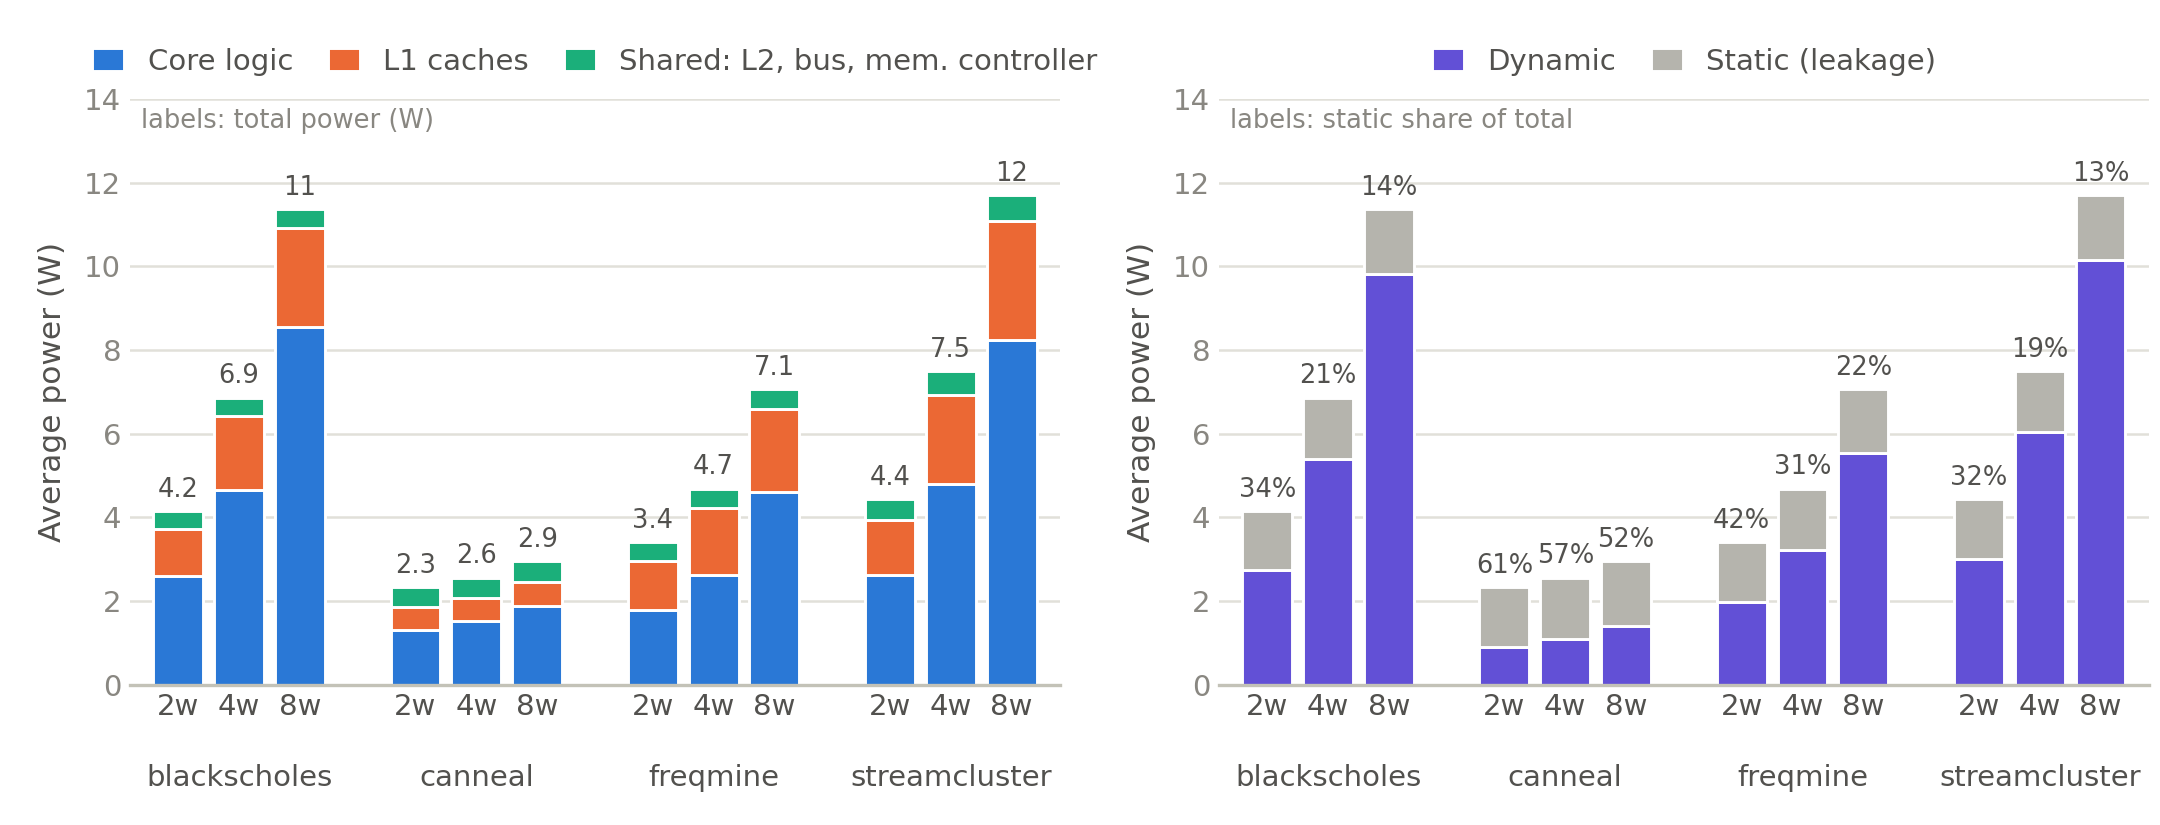 Core logic L1 caches Shared: L2, bus, mem. controller
labels: total power (W)
Average power (W)
14
12
10
8
6
4
2
0
4.2 6.9 11
2.3 2.6 2.9
3.4 4.7 7.1
4.4 7.5 12
2w 4w 8w 2w 4w 8w 2w 4w 8w 2w 4w 8w
blackscholes canneal freqmine streamcluster
Dynamic Static (leakage)
labels: static share of total
Average power (W)
14
12
10
8
6
4
2
0
34% 21% 14%
61% 57% 52%
42% 31% 22%
32% 19% 13%
2w 4w 8w 2w 4w 8w 2w 4w 8w 2w 4w 8w
blackscholes canneal freqmine streamcluster